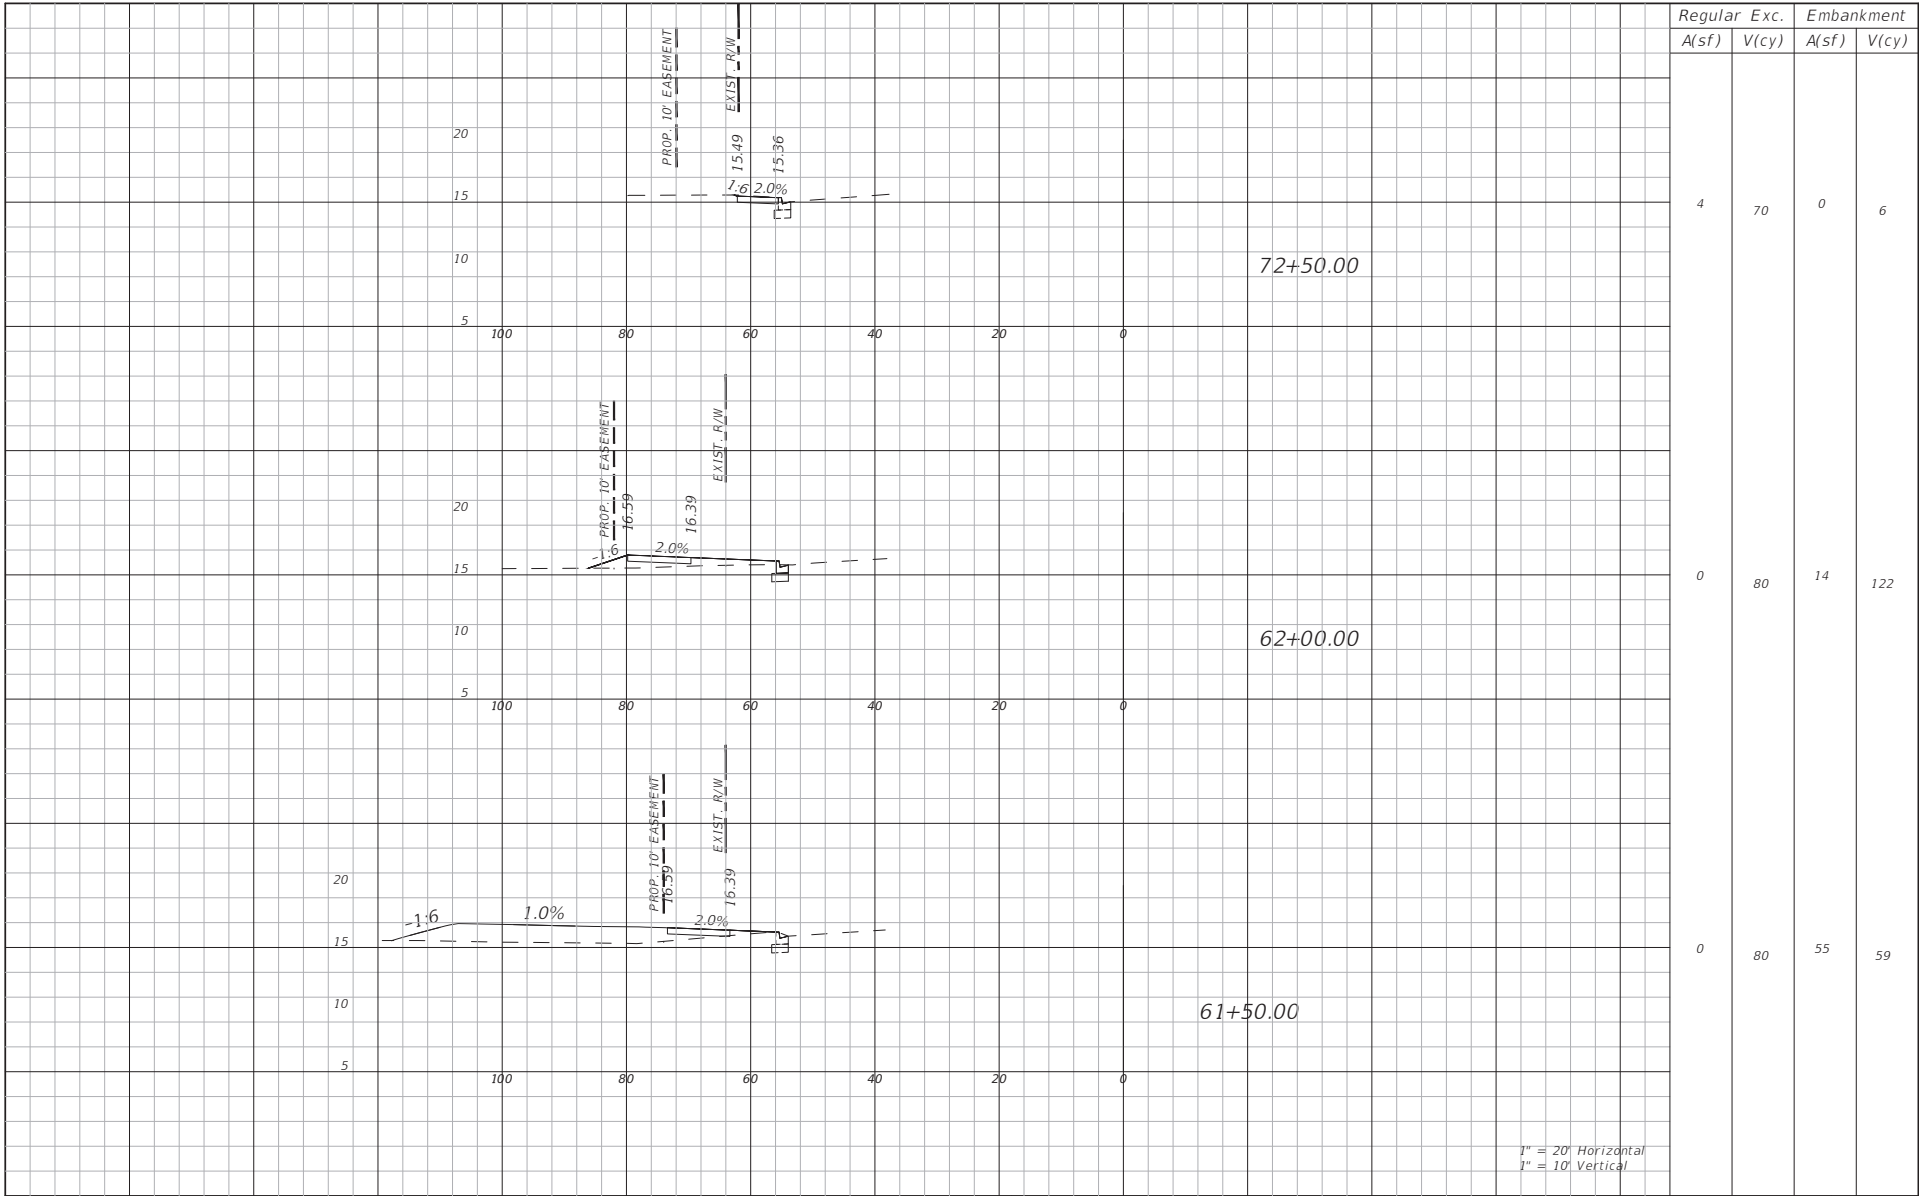 Regular Exc. Embankment
A(sf) V(cy) A(sf) V(cy)
PROP. 10' EASEMENT
EXIST. R/W
20
15.49
15.36
1:6 2.0%
15
4 70 0 6
10
72+50.00
5
100 80 60 40 20 0
PROP. 10' EASEMENT
EXIST. R/W
20
16.59
16.39
-1:6 2.0%
15
0 80 14 122
10
62+00.00
5
100 80 60 40 20 0
PROP. 10' EASEMENT
EXIST. R/W
20
16.59
16.39
-1:6 1.0% 2.0%
15
0 80 55 59
10
61+50.00
5
100 80 60 40 20 0
1" = 20' Horizontal
1" = 10' Vertical